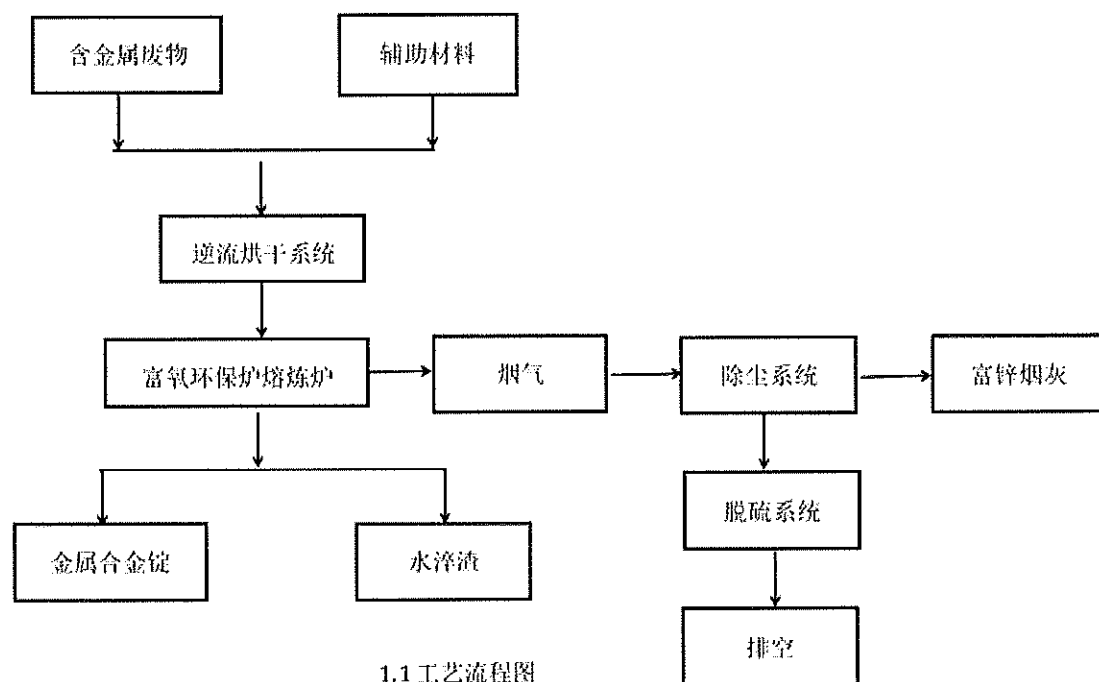 含金属废物
辅助材料
逆流烘干系统
富氧环保炉熔炼炉
烟气
除尘系统
富锌烟灰
金属合金锭
水淬渣
脱硫系统
排空
1.1 工艺流程图